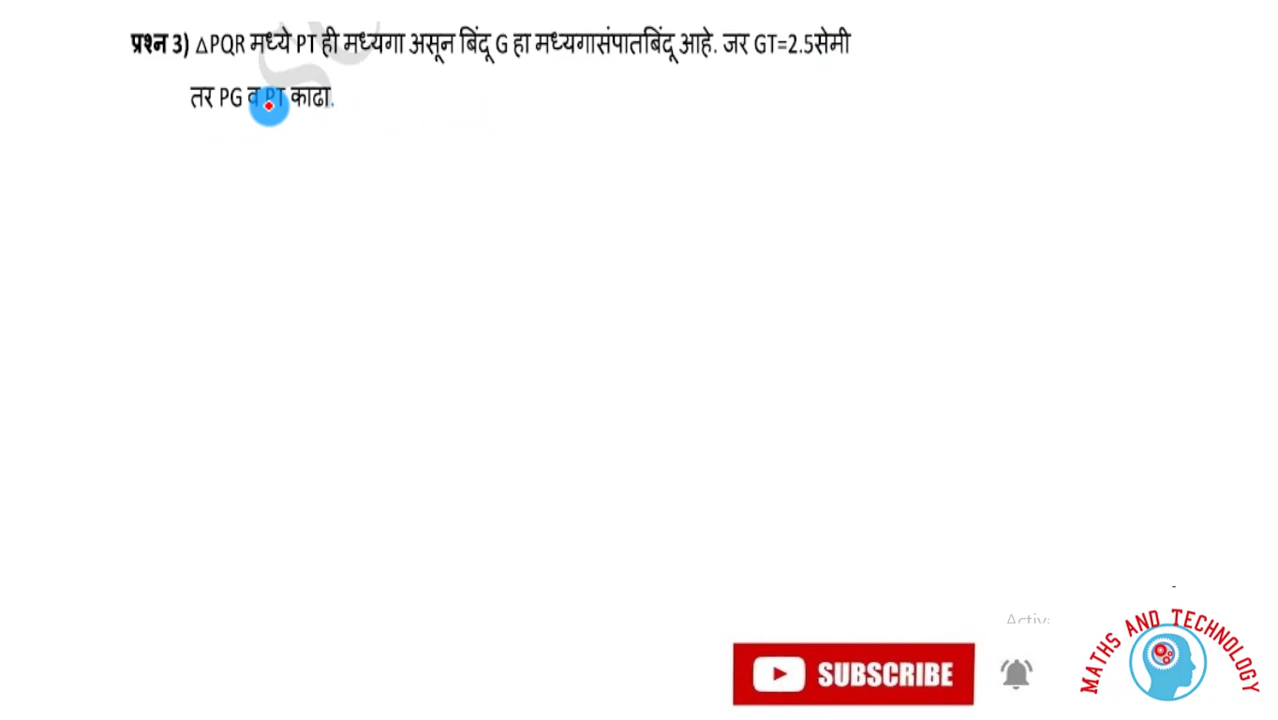 प्रश्न 3) △PQR मध्ये PT ही मध्यगा असून बिंदू G हा मध्यगासंपातबिंदू आहे. जर GT=2.5सेमी
तर PG व PT काढा.
Activ
SUBSCRIBE
MATHS AND TECHNOLOGY